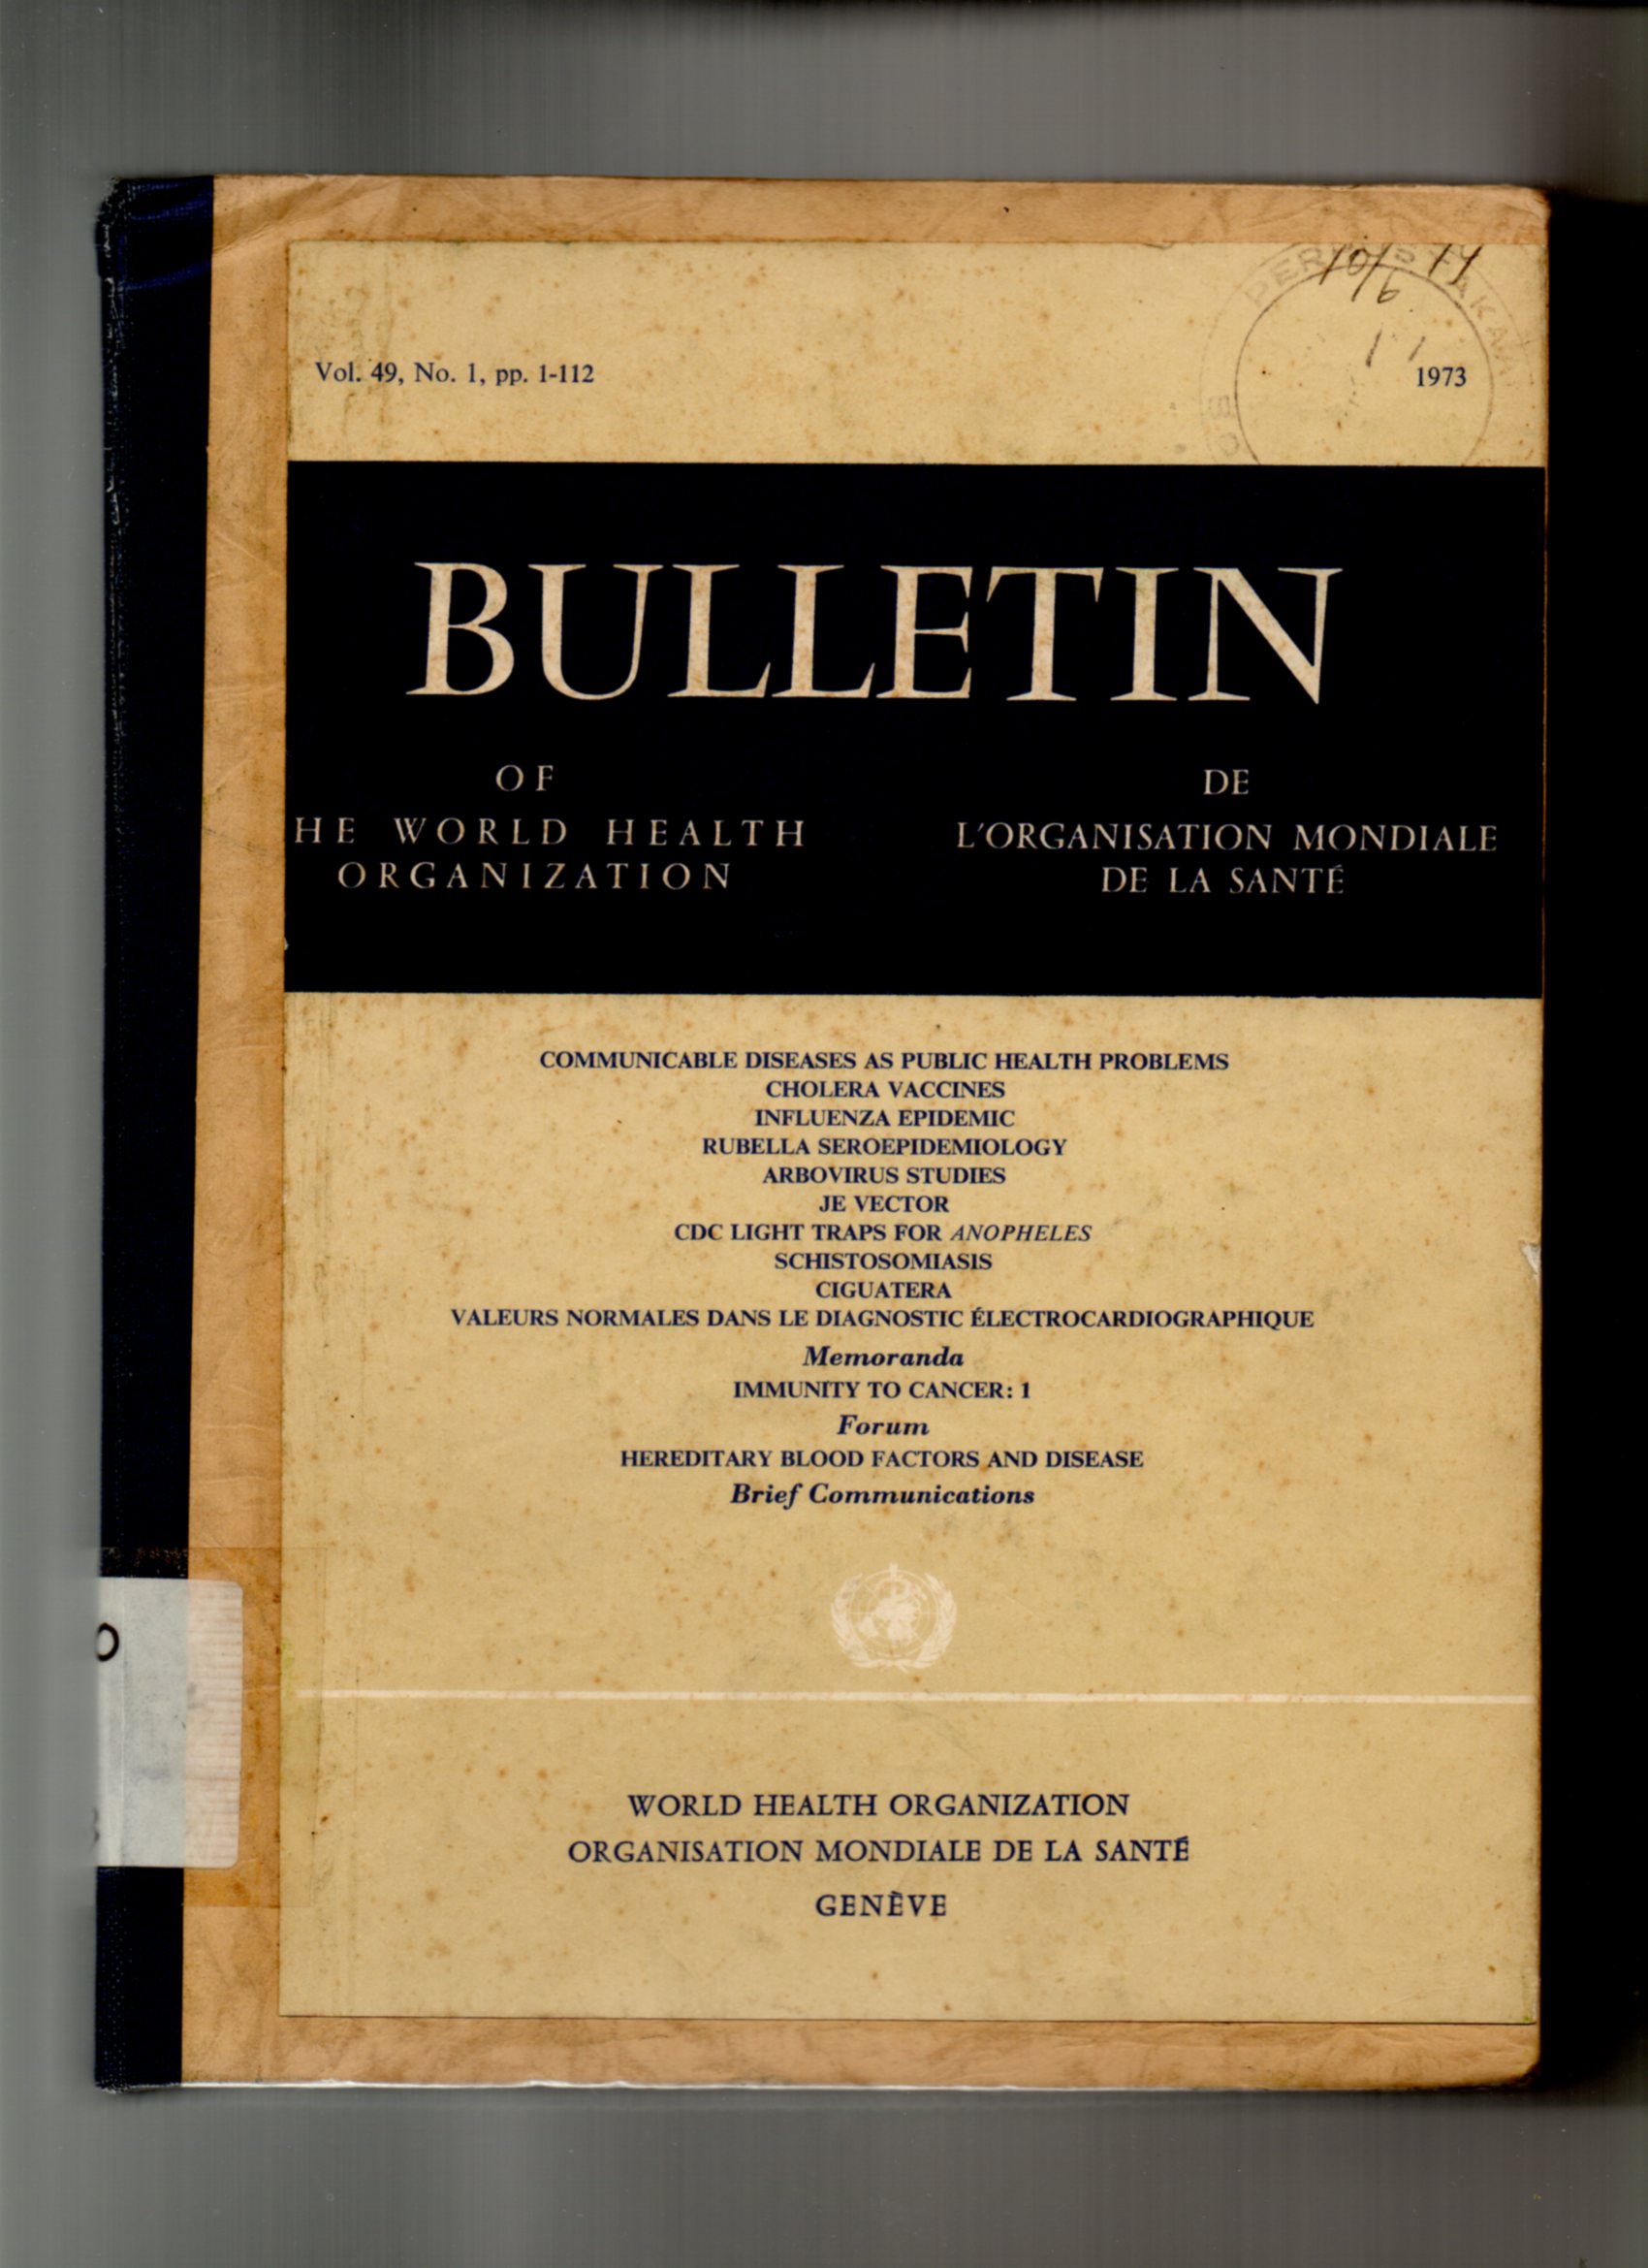 10/6 74
Vol. 49, No. 1, pp. 1-112
1973
BULLETIN
OF
HE WORLD HEALTH
ORGANIZATION
DE
L'ORGANISATION MONDIALE
DE LA SANTÉ
COMMUNICABLE DISEASES AS PUBLIC HEALTH PROBLEMS
CHOLERA VACCINES
INFLUENZA EPIDEMIC
RUBELLA SEROEPIDEMIOLOGY
ARBOVIRUS STUDIES
JE VECTOR
CDC LIGHT TRAPS FOR ANOPHELES
SCHISTOSOMIASIS
CIGUATERA
VALEURS NORMALES DANS LE DIAGNOSTIC ÉLECTROCARDIOGRAPHIQUE
Memoranda
IMMUNITY TO CANCER: 1
Forum
HEREDITARY BLOOD FACTORS AND DISEASE
Brief Communications
WORLD HEALTH ORGANIZATION
ORGANISATION MONDIALE DE LA SANTÉ
GENÈVE